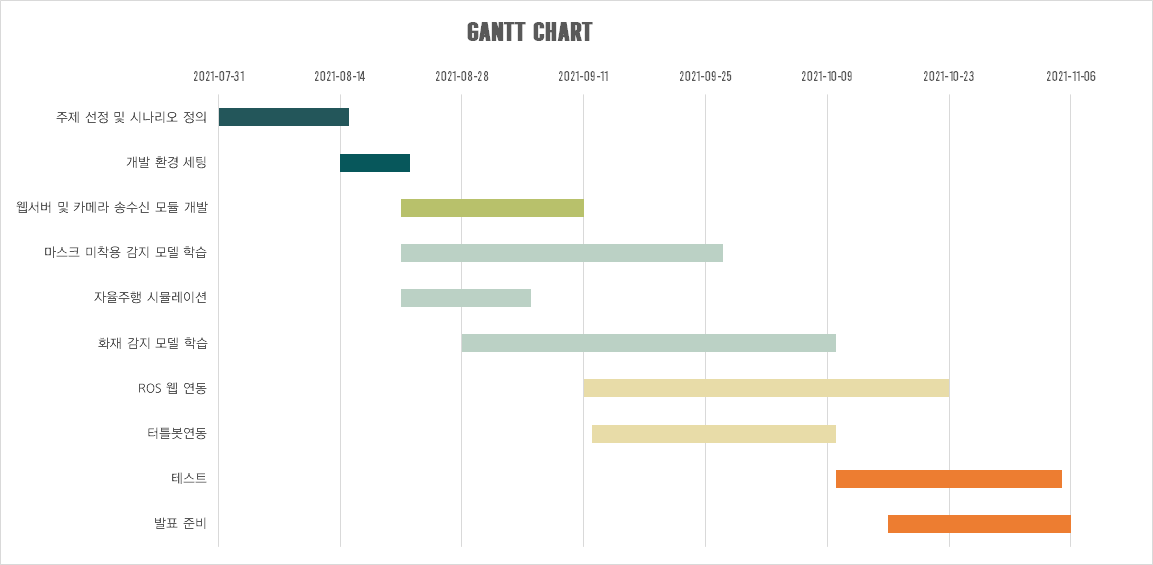 GANTT CHART
2021-07-31 2021-08-14 2021-08-28 2021-09-11 2021-09-25 2021-10-09 2021-10-23 2021-11-06
주제 선정 및 시나리오 정의
개발 환경 세팅
웹서버 및 카메라 송수신 모듈 개발
마스크 미착용 감지 모델 학습
자율주행 시뮬레이션
화재 감지 모델 학습
ROS 웹 연동
터틀봇연동
테스트
발표 준비